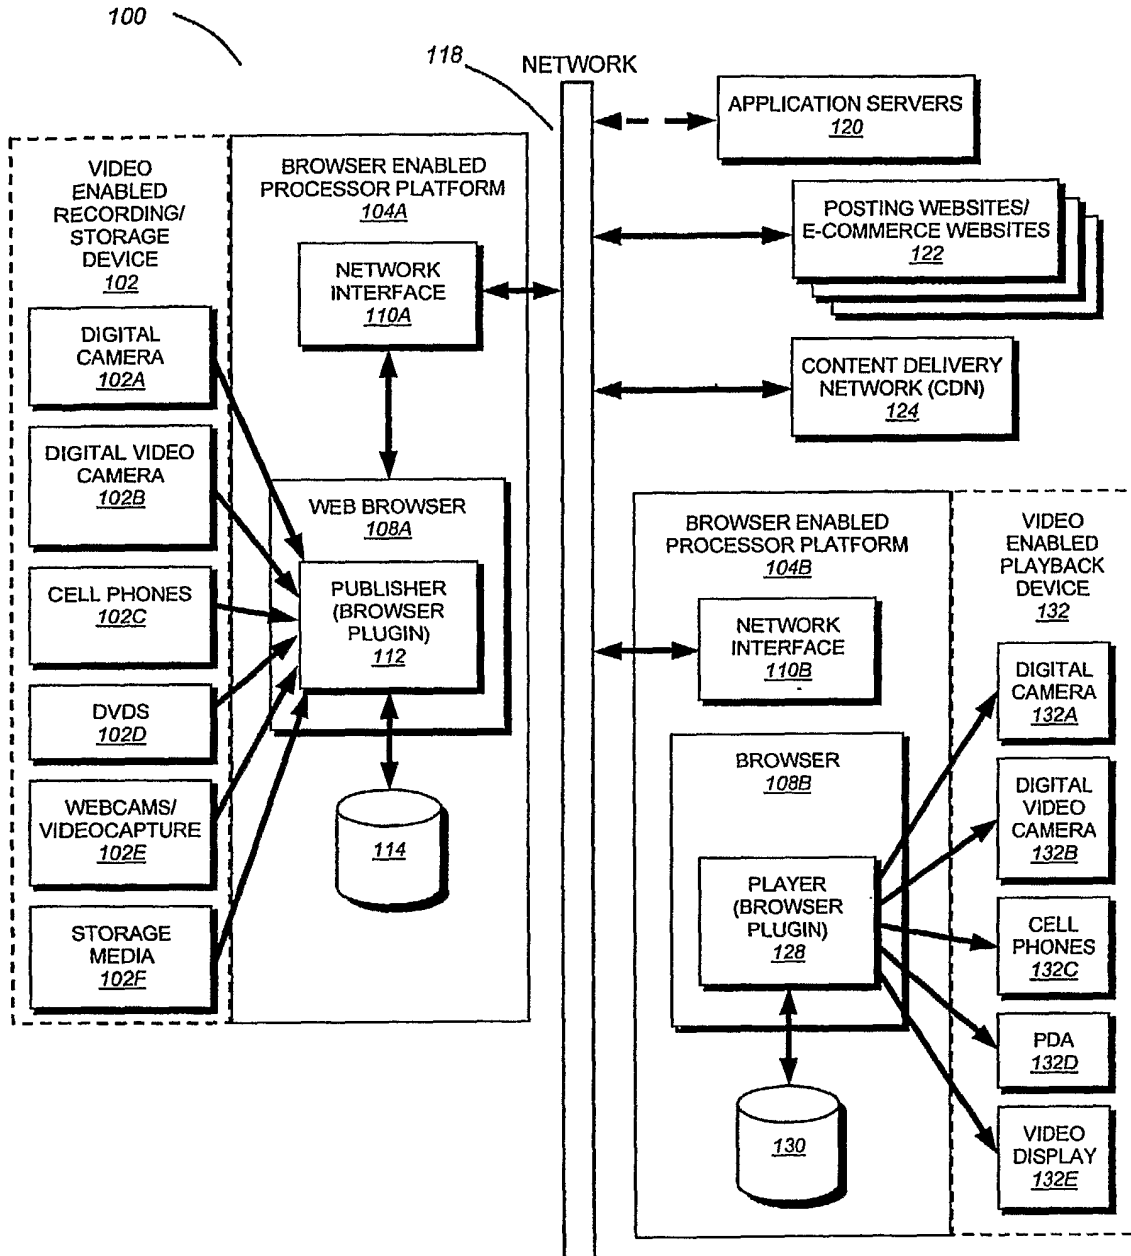 100
118
NETWORK
APPLICATION SERVERS
120
POSTING WEBSITES/
E-COMMERCE WEBSITES
122
CONTENT DELIVERY
NETWORK (CDN)
124
VIDEO
ENABLED
RECORDING/
STORAGE
DEVICE
102
DIGITAL
CAMERA
102A
DIGITAL VIDEO
CAMERA
102B
CELL PHONES
102C
DVDS
102D
WEBCAMS/
VIDEOCAPTURE
102E
STORAGE
MEDIA
102F
BROWSER ENABLED
PROCESSOR PLATFORM
104A
NETWORK
INTERFACE
110A
WEB BROWSER
108A
PUBLISHER
(BROWSER
PLUGIN)
112
114
BROWSER ENABLED
PROCESSOR PLATFORM
104B
NETWORK
INTERFACE
110B
BROWSER
108B
PLAYER
(BROWSER
PLUGIN)
128
130
VIDEO
ENABLED
PLAYBACK
DEVICE
132
DIGITAL
CAMERA
132A
DIGITAL
VIDEO
CAMERA
132B
CELL
PHONES
132C
PDA
132D
VIDEO
DISPLAY
132E